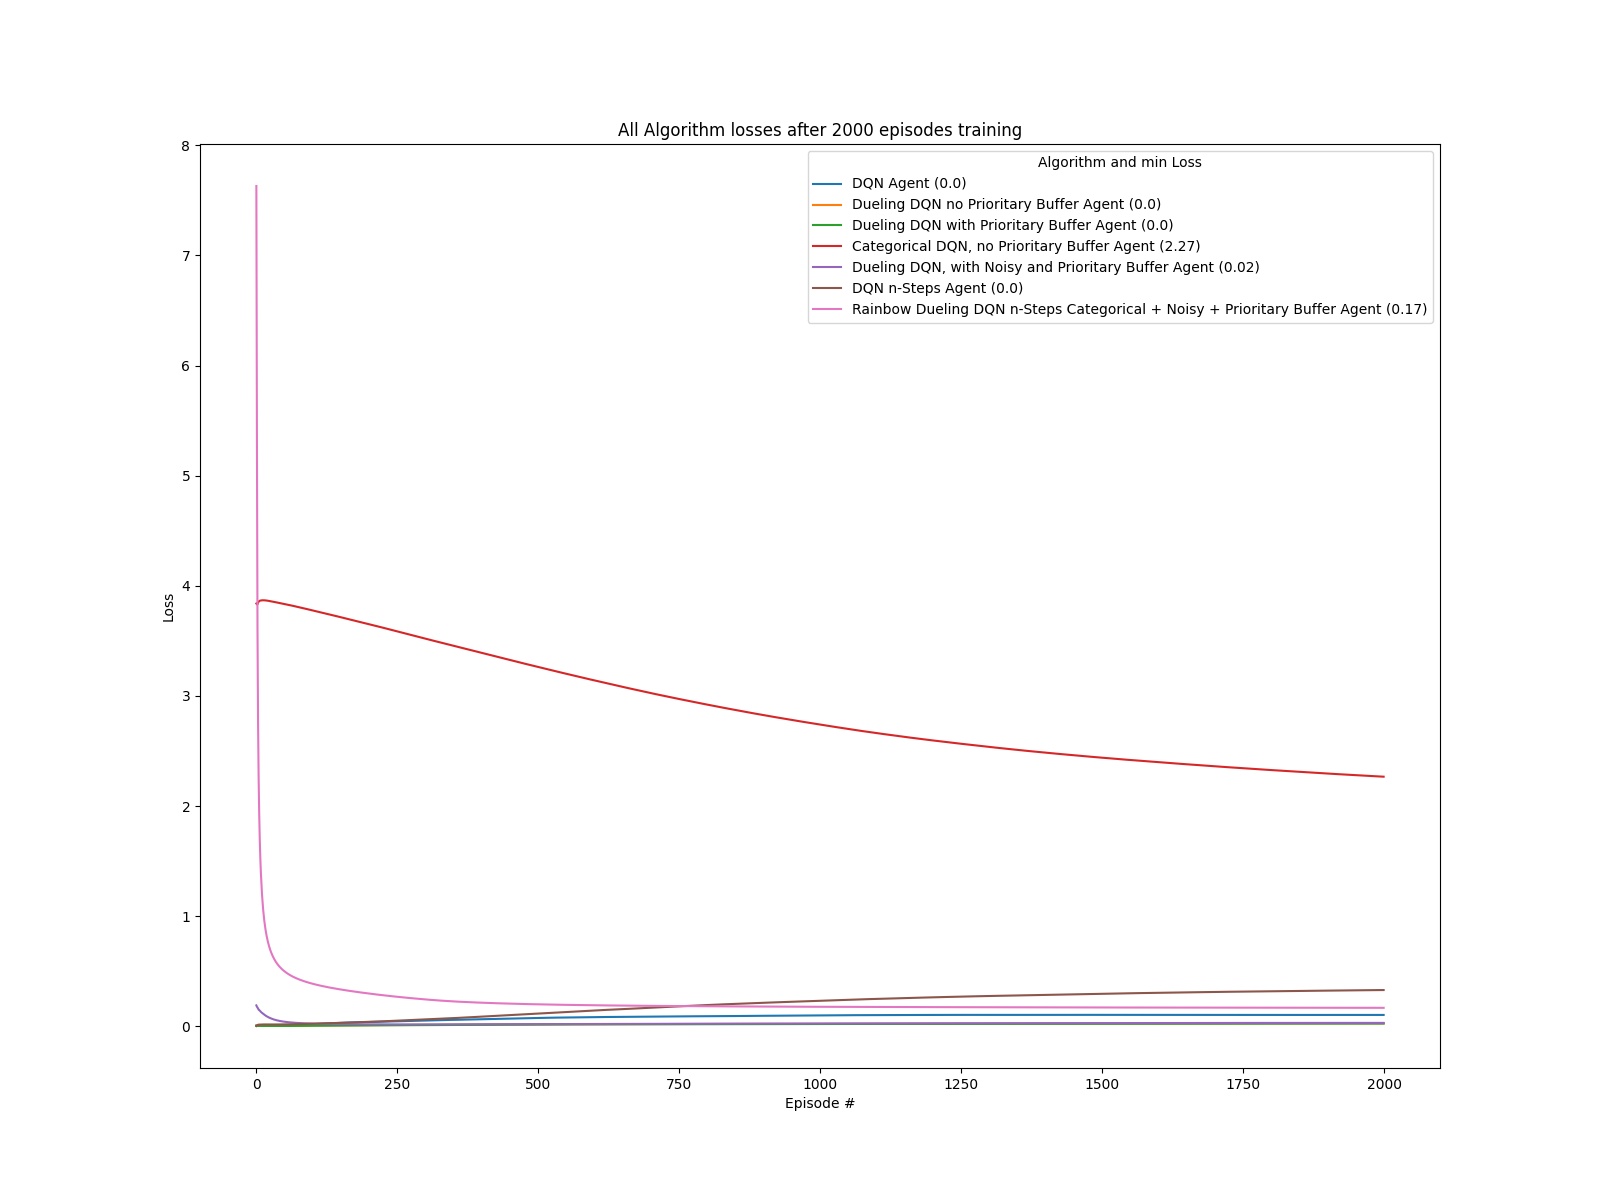 All Algorithm losses after 2000 episodes training
Algorithm and min Loss
DQN Agent (0.0)
Dueling DQN no Prioritary Buffer Agent (0.0)
Dueling DQN with Prioritary Buffer Agent (0.0)
Categorical DQN, no Prioritary Buffer Agent (2.27)
Dueling DQN, with Noisy and Prioritary Buffer Agent (0.02)
DQN n-Steps Agent (0.0)
Rainbow Dueling DQN n-Steps Categorical + Noisy + Prioritary Buffer Agent (0.17)
8
7
6
5
4
3
2
1
0
Loss
0 250 500 750 1000 1250 1500 1750 2000
Episode #